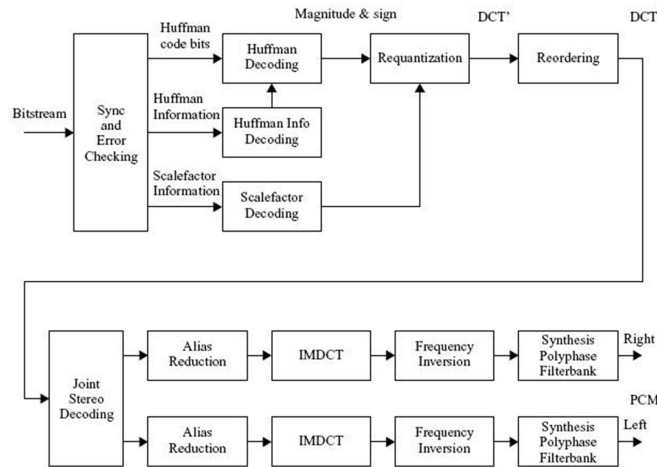 Magnitude & sign
DCT’
DCT
Huffman
code bits
Huffman
Decoding
Requantization
Reordering
Bitstream
Sync
and
Error
Checking
Huffman
Information
Huffman Info
Decoding
Scalefactor
Information
Scalefactor
Decoding
Joint
Stereo
Decoding
Alias
Reduction
IMDCT
Frequency
Inversion
Synthesis
Polyphase
Filterbank
Right
PCM
Alias
Reduction
IMDCT
Frequency
Inversion
Synthesis
Polyphase
Filterbank
Left